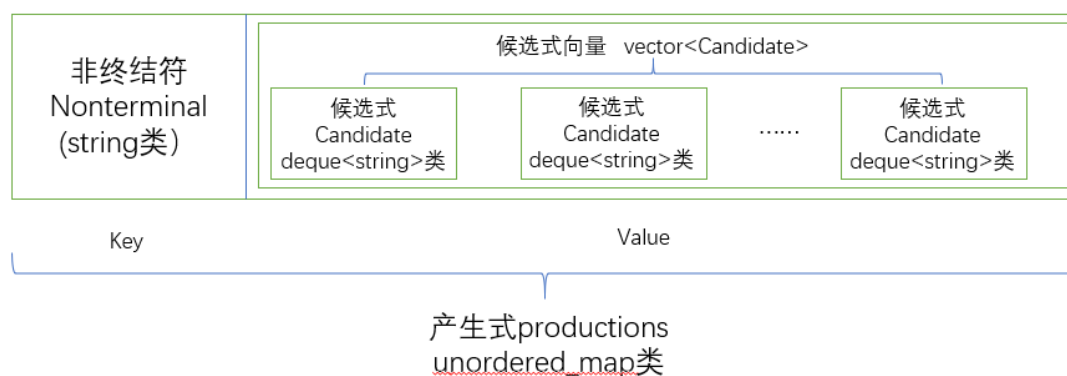 非终结符
Nonterminal
(string类）
候选式向量 vector<Candidate>
候选式
Candidate
deque<string>类
候选式
Candidate
deque<string>类
……
候选式
Candidate
deque<string>类
Key
Value
产生式productions
unordered_map类